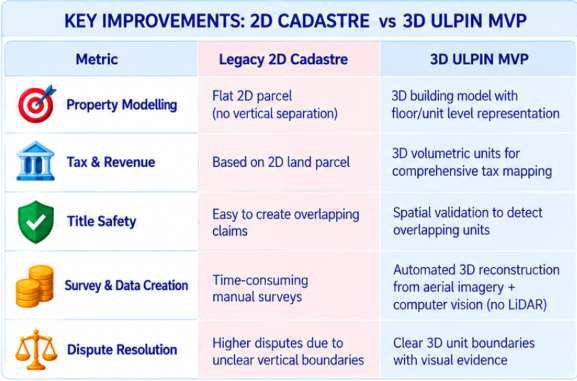 KEY IMPROVEMENTS: 2D CADASTRE vs 3D ULPIN MVP
Metric
Legacy 2D Cadastre
3D ULPIN MVP
Property Modelling
Flat 2D parcel
(no vertical separation)
3D building model with
floor/unit level representation
Tax & Revenue
Based on 2D land parcel
3D volumetric units for
comprehensive tax mapping
Title Safety
Easy to create overlapping
claims
Spatial validation to detect
overlapping units
Survey & Data Creation
Time-consuming
manual surveys
Automated 3D reconstruction
from aerial imagery +
computer vision (no LiDAR)
Dispute Resolution
Higher disputes due to
unclear vertical boundaries
Clear 3D unit boundaries
with visual evidence